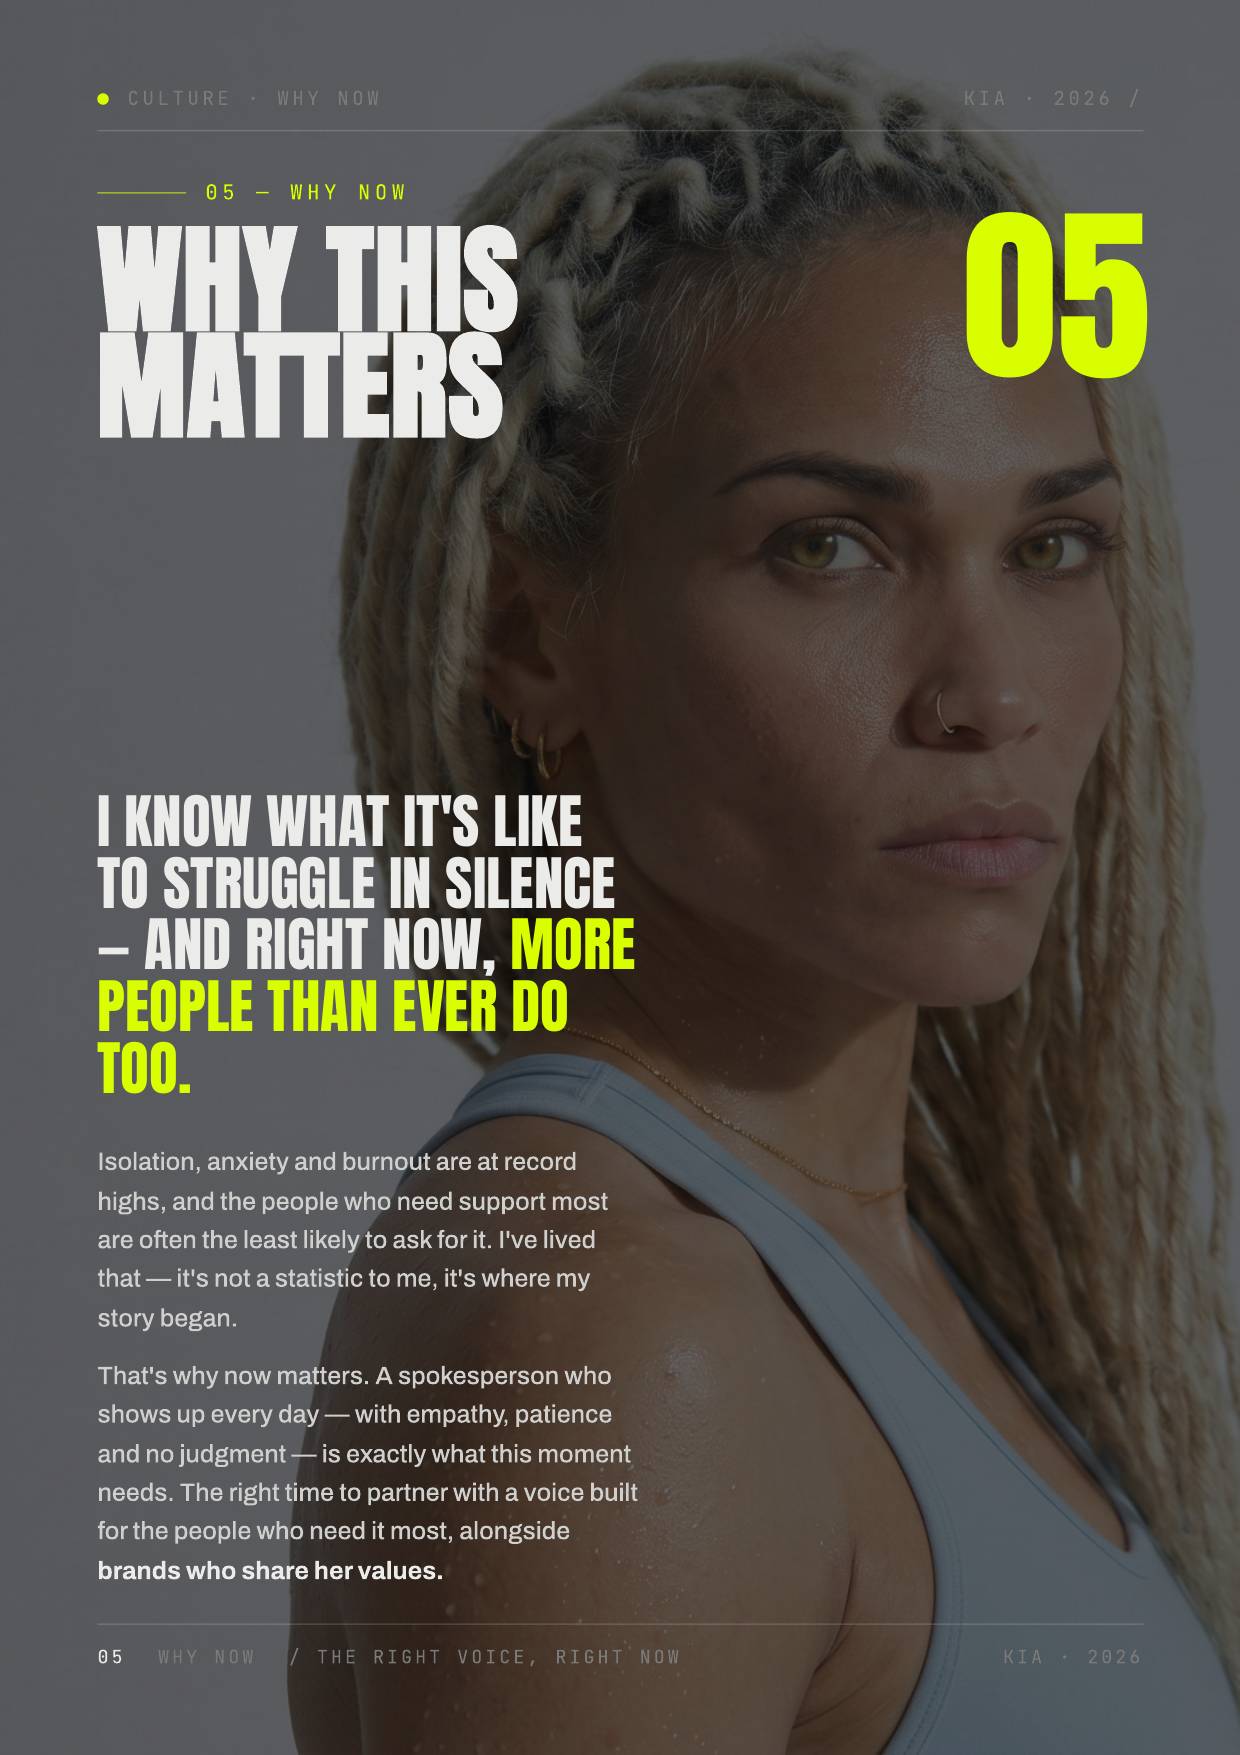 CULTURE · WHY NOW
KIA · 2026 /
05 — WHY NOW
WHY THIS
MATTERS
05
I KNOW WHAT IT'S LIKE
TO STRUGGLE IN SILENCE
– AND RIGHT NOW, MORE
PEOPLE THAN EVER DO
TOO.
Isolation, anxiety and burnout are at record
highs, and the people who need support most
are often the least likely to ask for it. I've lived
that — it's not a statistic to me, it's where my
story began.
That's why now matters. A spokesperson who
shows up every day — with empathy, patience
and no judgment — is exactly what this moment
needs. The right time to partner with a voice built
for the people who need it most, alongside
brands who share her values.
05 WHY NOW / THE RIGHT VOICE, RIGHT NOW
KIA · 2026